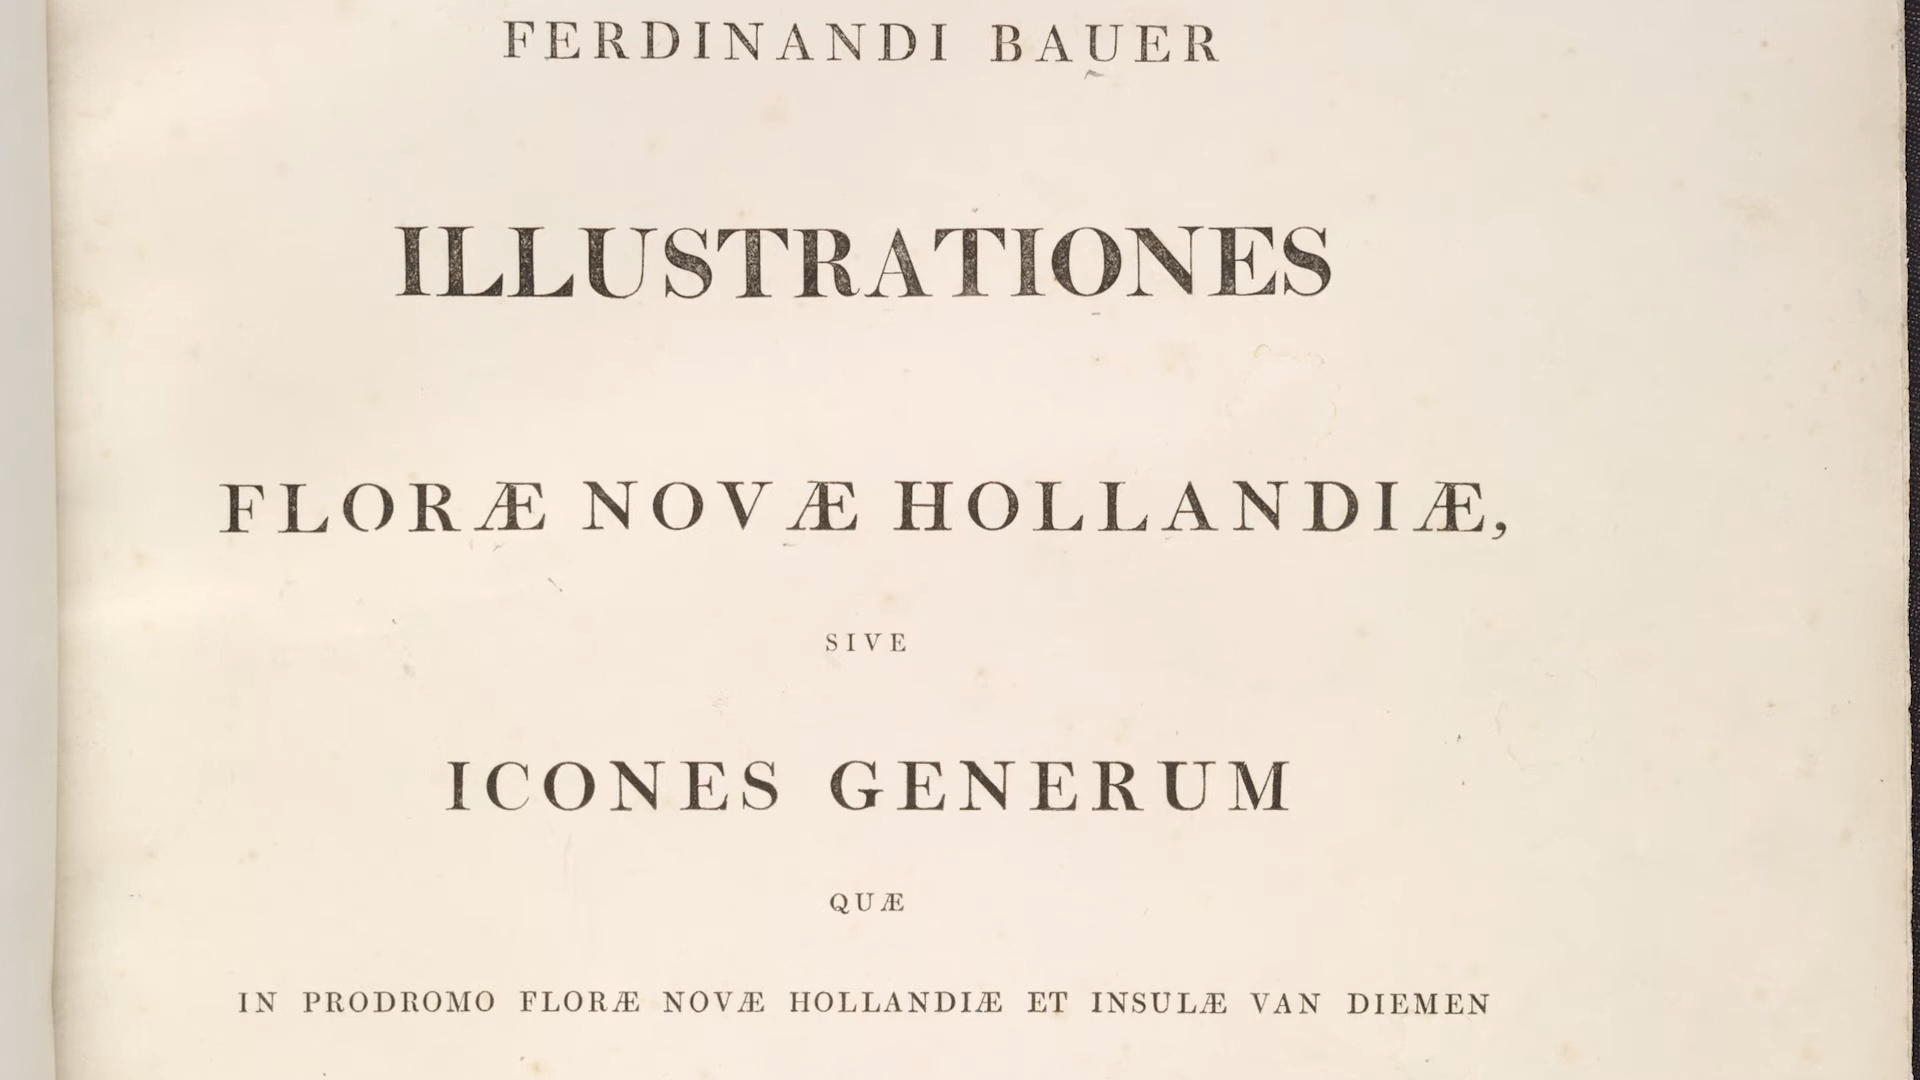 FERDINANDI BAUER
ILLUSTRATIONES
FLORÆ NOVÆ HOLLANDIÆ,
SIVE
ICONES GENERUM
QUÆ
IN PRODROMO FLORÆ NOVÆ HOLLANDIÆ ET INSULÆ VAN DIEMEN